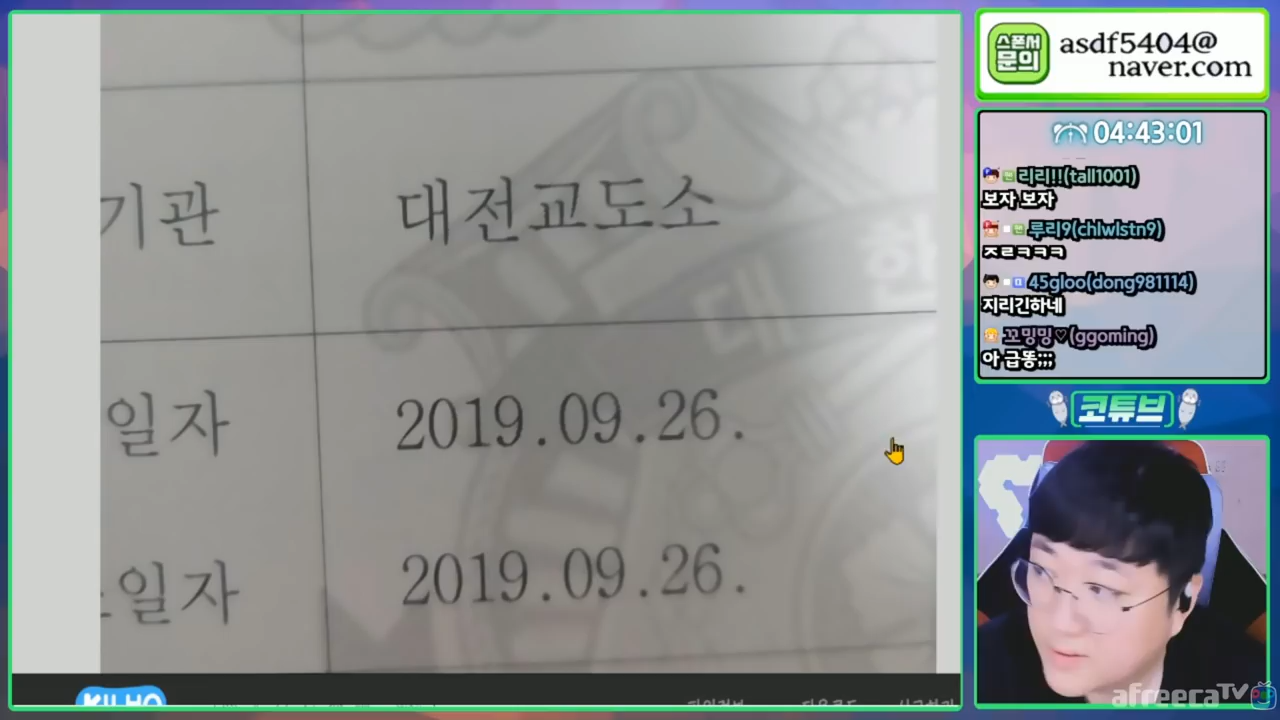 기관
대전교도소
대 한
일자
2019.09.26.
일자
2019.09.26.
KILHO
스폰서
문의
asdf5404@
naver.com
04:43:01
리리!!(tall1001)
보자 보자
루리9(chlwlstn9)
ㅈㄹㅋㅋㅋ
45gloo(dong981114)
지리긴하네
꼬밍밍♡(ggoming)
아 급똥;;;
코튜브
afreecaTV